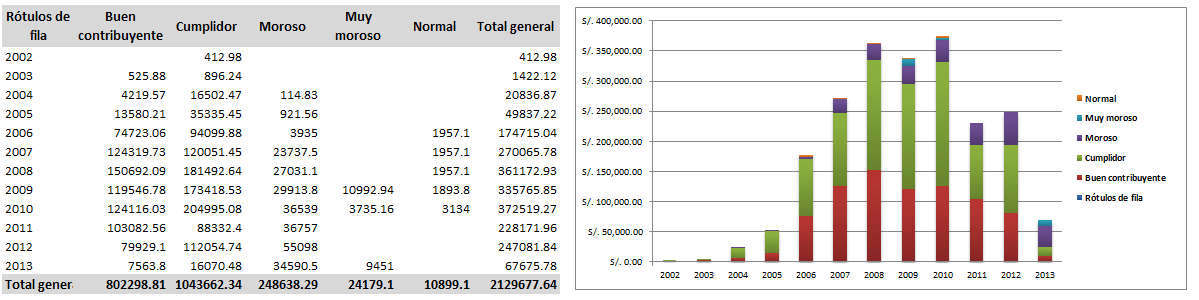 Rótulos de fila Buen contribuyente Cumplidor Moroso Muy moroso Normal Total general
2002 412.98 412.98
2003 525.88 896.24 1422.12
2004 4219.57 16502.47 114.83 20836.87
2005 13580.21 35335.45 921.56 49837.22
2006 74723.06 94099.88 3935 1957.1 174715.04
2007 124319.73 120051.45 23737.5 1957.1 270065.78
2008 150692.09 181492.64 27031.1 1957.1 361172.93
2009 119546.78 173418.53 29913.8 10992.94 1893.8 335765.85
2010 124116.03 204995.08 36539 3735.16 3134 372519.27
2011 103082.56 88332.4 36757 228171.96
2012 79929.1 112054.74 55098 247081.84
2013 7563.8 16070.48 34590.5 9451 67675.78
Total genera 802298.81 1043662.34 248638.29 24179.1 10899.1 2129677.64
S/. 400,000.00
S/. 350,000.00
S/. 300,000.00
S/. 250,000.00
S/. 200,000.00
S/. 150,000.00
S/. 100,000.00
S/. 50,000.00
S/. 0.00
2002 2003 2004 2005 2006 2007 2008 2009 2010 2011 2012 2013
Normal
Muy moroso
Moroso
Cumplidor
Buen contribuyente
Rótulos de fila